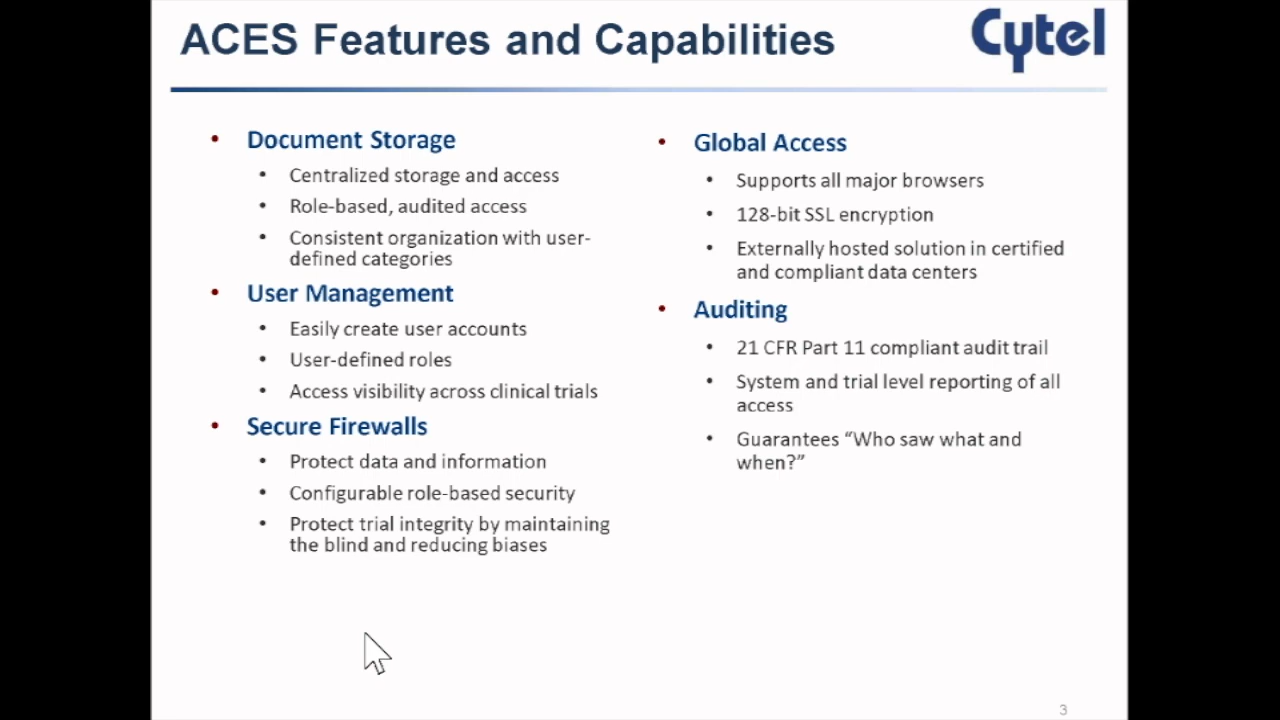 ACES Features and Capabilities
Cytel
• Document Storage
• Centralized storage and access
• Role-based, audited access
• Consistent organization with user-
defined categories
• User Management
• Easily create user accounts
• User-defined roles
• Access visibility across clinical trials
• Secure Firewalls
• Protect data and information
• Configurable role-based security
• Protect trial integrity by maintaining
the blind and reducing biases
• Global Access
• Supports all major browsers
• 128-bit SSL encryption
• Externally hosted solution in certified
and compliant data centers
• Auditing
• 21 CFR Part 11 compliant audit trail
• System and trial level reporting of all
access
• Guarantees “Who saw what and
when?”
3